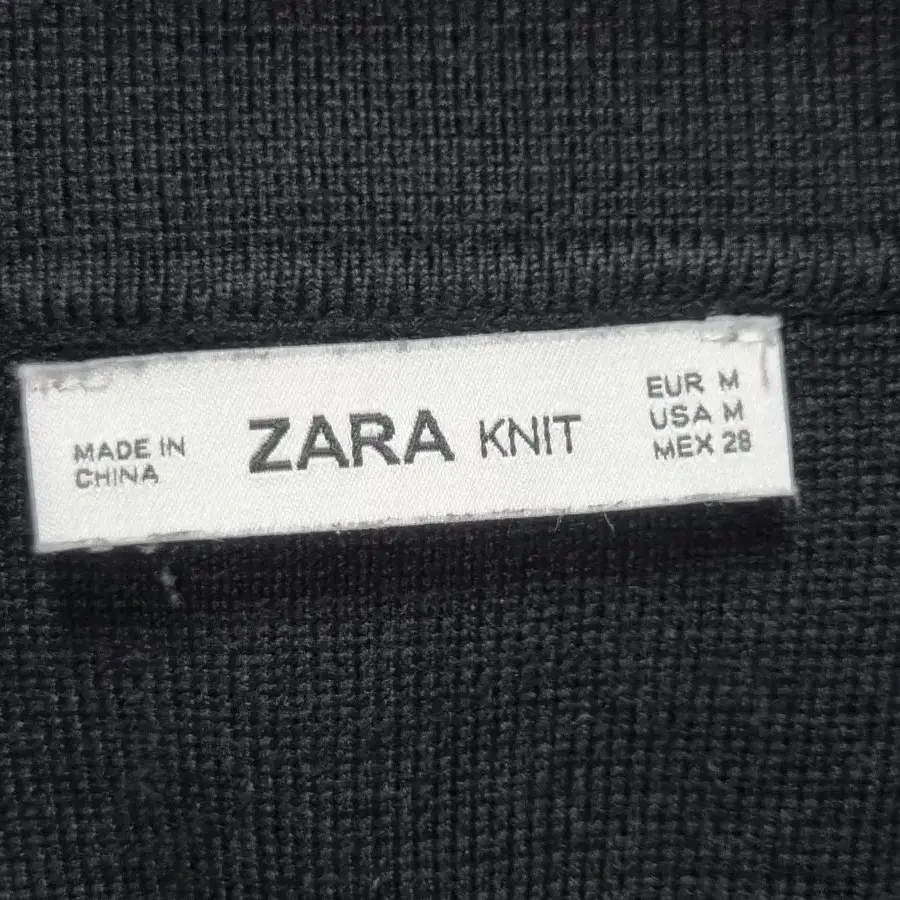 MADE IN
CHINA
ZARA KNIT
EUR M
USA M
MEX 28